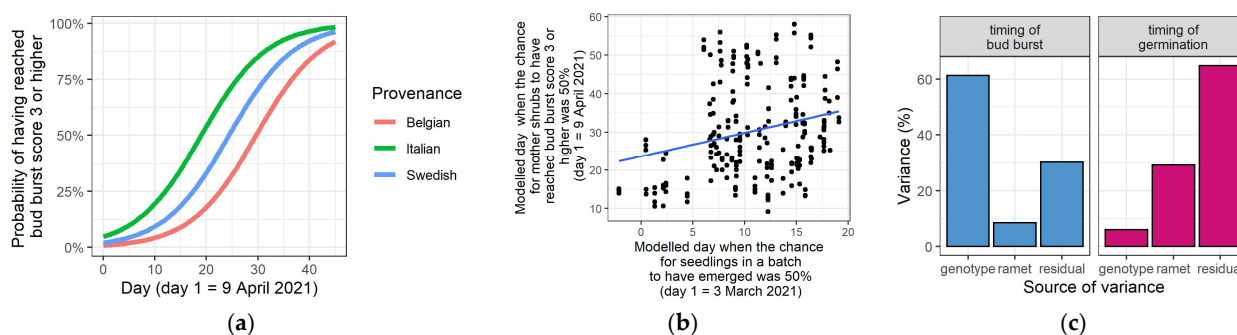 Probability of having reached
bud burst score 3 or higher
100%
75%
50%
25%
0%
0
10
20
30
40
Day (day 1 = 9 April 2021)
Provenance
Belgian
Italian
Swedish
(a)
Modelled day when the chance
for mother shrubs to have
reached bud burst score 3 or
higher was 50%
(day 1 = 9 April 2021)
60
50
40
30
20
10
0
5
10
15
20
Modelled day when the chance
for seedlings in a batch
to have emerged was 50%
(day 1 = 3 March 2021)
(b)
timing of
bud burst
timing of
germination
Variance (%)
60
40
20
0
genotype ramet residual
genotype ramet residual
Source of variance
(c)